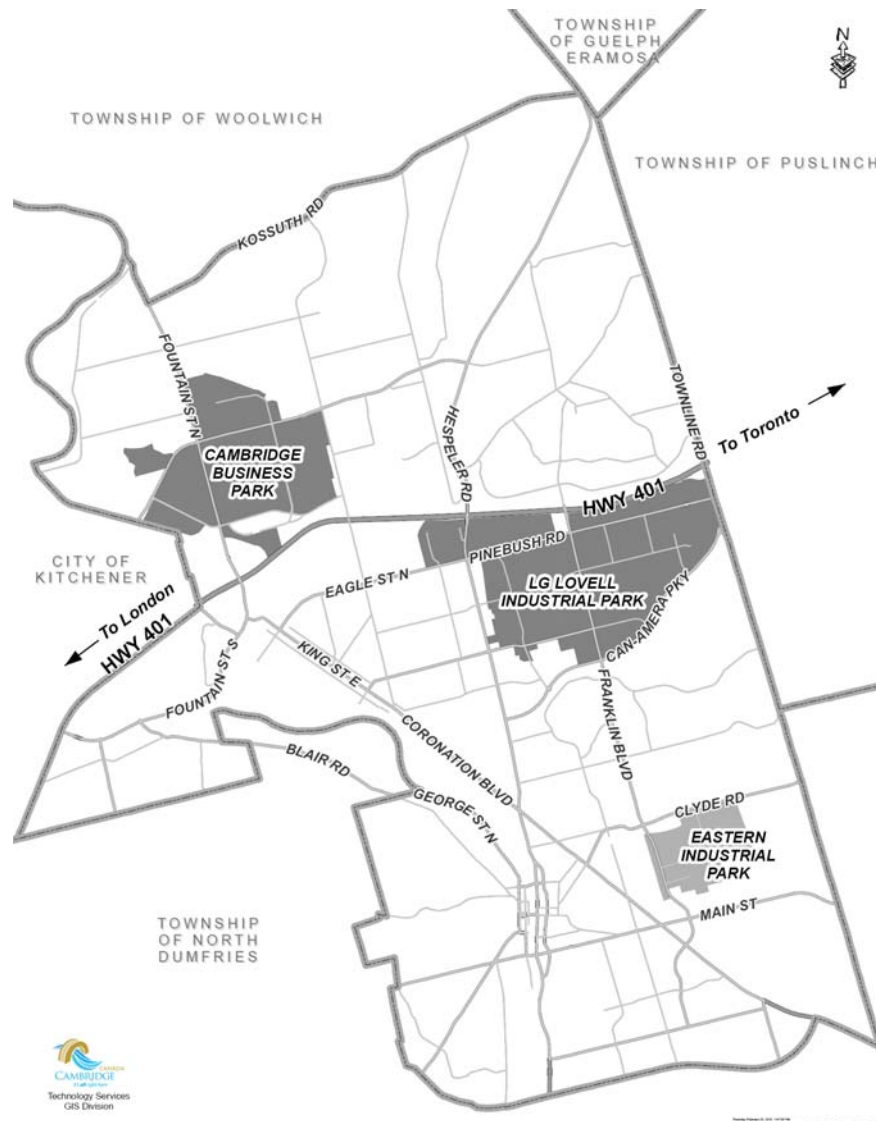 TOWNSHIP
OF GUELPH
ERAMOSA
N
TOWNSHIP OF WOOLWICH
TOWNSHIP OF PUSLINCH
KOSSUTH RD
FOUNTAIN ST N
TOWNLINE RD
To Toronto
HESPELER RD
CAMBRIDGE
BUSINESS
PARK
HWY 401
PINEBUSH RD
CITY OF
KITCHENER
EAGLE ST N
LG LOVELL
INDUSTRIAL PARK
CAN-AMERA PKY
To London
HWY 401
KING ST E
FOUNTAIN ST S
FRANKLIN BLVD
CORONATION BLVD
BLAIR RD
GEORGE ST N
CLYDE RD
EASTERN
INDUSTRIAL
PARK
MAIN ST
TOWNSHIP
OF NORTH
DUMFRIES
CANADA
CAMBRIDGE
Technology Services
GIS Division